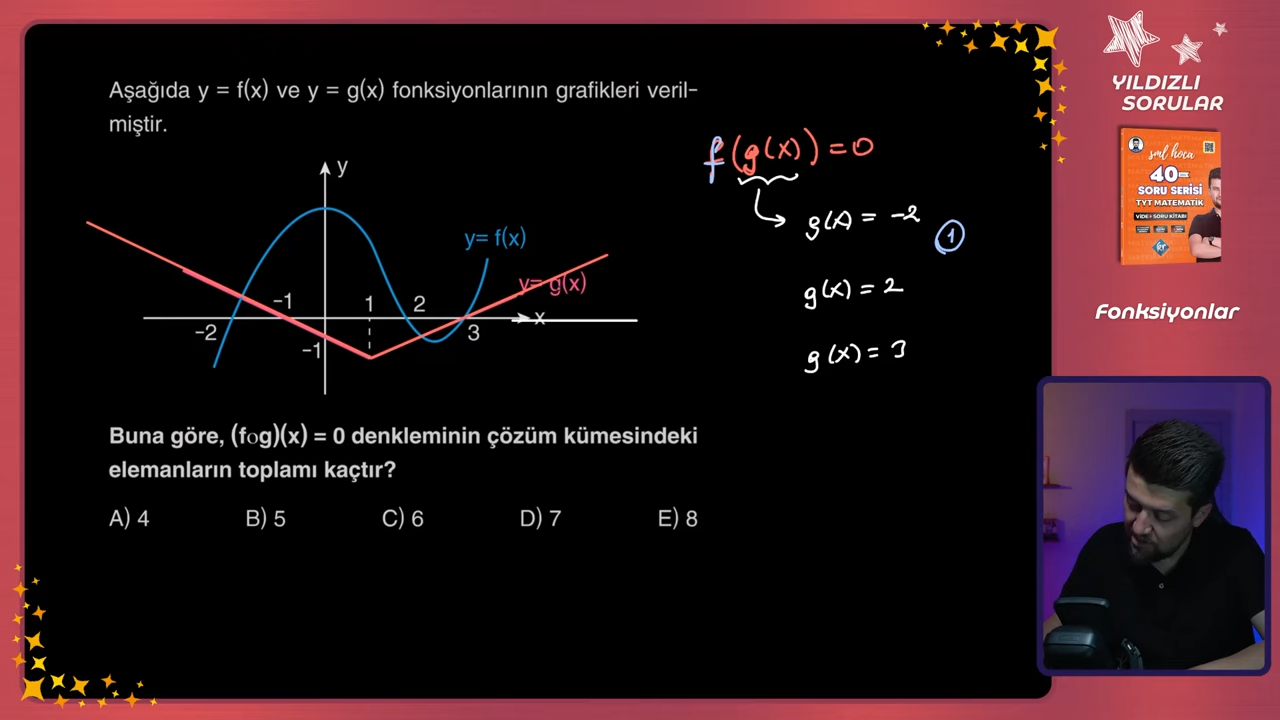 Aşağıda y = f(x) ve y = g(x) fonksiyonlarının grafikleri veril-
miştir.
y
y= f(x)
y= g(x)
-1
1
2
x
-2
-1
3
f(g(x))=0
g(x) = -2
1
g(x) = 2
g(x) = 3
Buna göre, (fog)(x) = 0 denkleminin çözüm kümesindeki
elemanların toplamı kaçtır?
A) 4 B) 5 C) 6 D) 7 E) 8
YILDIZLI
SORULAR
sml hoca
40
SORU SERİSİ
TYT MATEMATİK
Fonksiyonlar